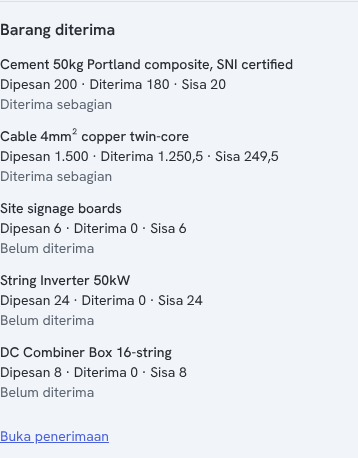 Barang diterima
Cement 50kg Portland composite, SNI certified
Dipesan 200 · Diterima 180 · Sisa 20
Diterima sebagian
Cable 4mm² copper twin-core
Dipesan 1.500 · Diterima 1.250,5 · Sisa 249,5
Diterima sebagian
Site signage boards
Dipesan 6 · Diterima 0 · Sisa 6
Belum diterima
String Inverter 50kW
Dipesan 24 · Diterima 0 · Sisa 24
Belum diterima
DC Combiner Box 16-string
Dipesan 8 · Diterima 0 · Sisa 8
Belum diterima
Buka penerimaan